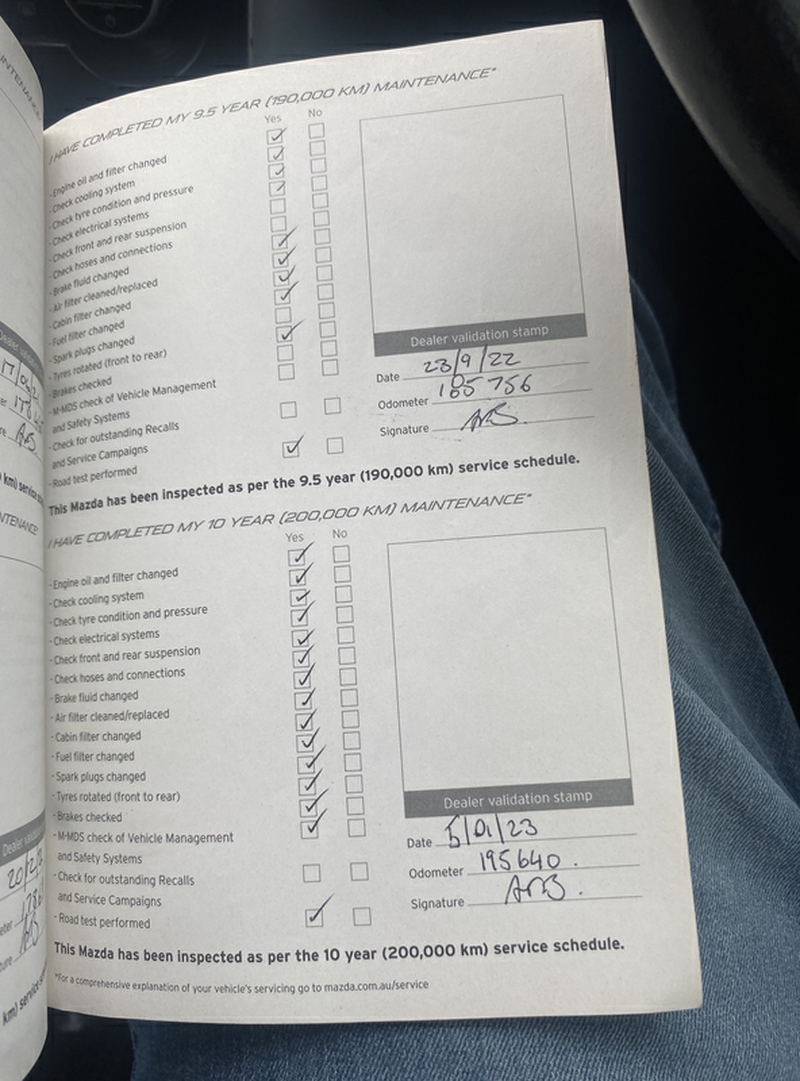 INTENANCE*
I HAVE COMPLETED MY 9.5 YEAR (190,000 KM) MAINTENANCE*
Yes No
- Engine oil and filter changed
- Check cooling system
- Check tyre condition and pressure
- Check electrical systems
- Check front and rear suspension
- Check hoses and connections
- Brake fluid changed
- Air filter cleaned/replaced
- Cabin filter changed
- Fuel filter changed
- Spark plugs changed
- Tyres rotated (front to rear)
- Brakes checked
- M-MDS check of Vehicle Management
and Safety Systems
- Check for outstanding Recalls
and Service Campaigns
- Road test performed
Dealer validation stamp
Date 23/9/22
Odometer 185 756
Signature
This Mazda has been inspected as per the 9.5 year (190,000 km) service schedule.
I HAVE COMPLETED MY 10 YEAR (200,000 KM) MAINTENANCE*
Yes No
- Engine oil and filter changed
- Check cooling system
- Check tyre condition and pressure
- Check electrical systems
- Check front and rear suspension
- Check hoses and connections
- Brake fluid changed
- Air filter cleaned/replaced
- Cabin filter changed
- Fuel filter changed
- Spark plugs changed
- Tyres rotated (front to rear)
- Brakes checked
- M-MDS check of Vehicle Management
and Safety Systems
- Check for outstanding Recalls
and Service Campaigns
- Road test performed
Dealer validation stamp
Date 5/01/23
Odometer 195640.
Signature
This Mazda has been inspected as per the 10 year (200,000 km) service schedule.
*For a comprehensive explanation of your vehicle's servicing go to mazda.com.au/service